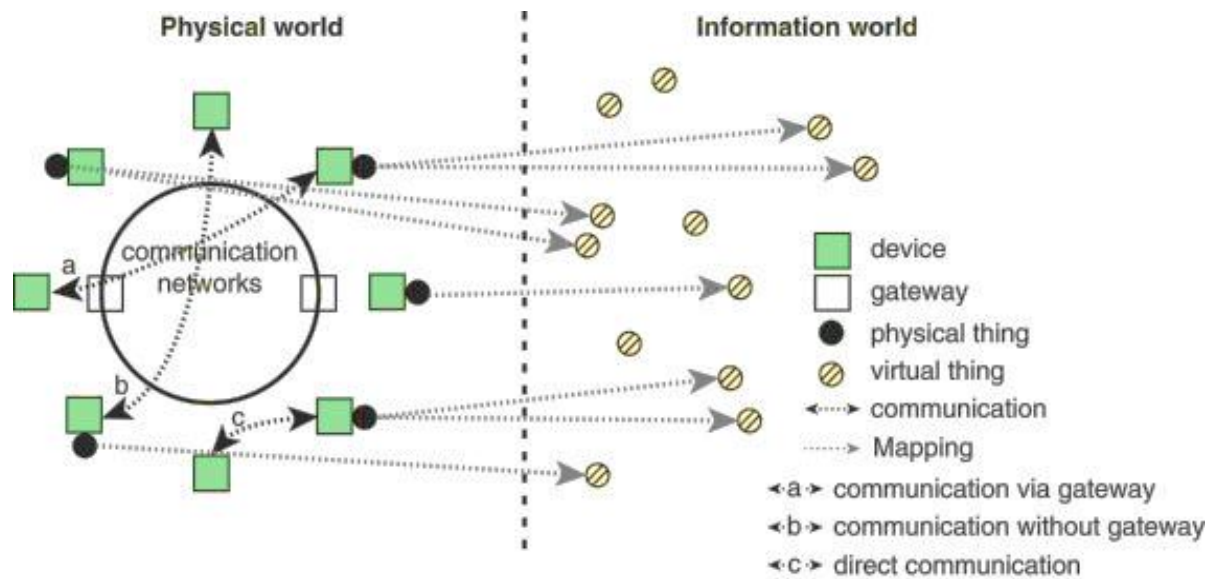 Physical world
Information world
communication
networks
a
b
c
device
gateway
physical thing
virtual thing
communication
Mapping
a communication via gateway
b communication without gateway
c direct communication